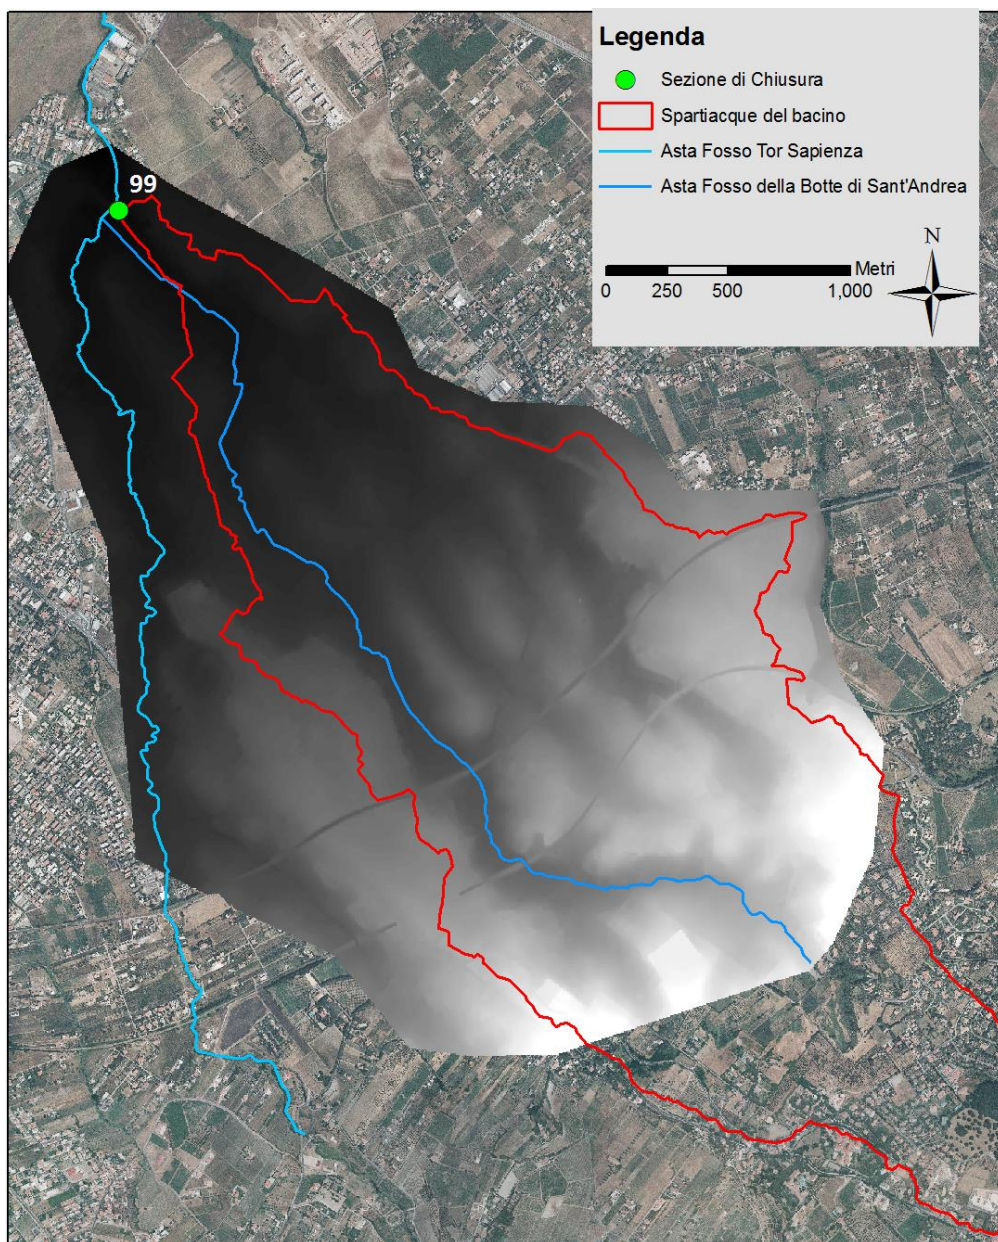 Legenda
Sezione di Chiusura
Spartiacque del bacino
Asta Fosso Tor Sapienza
Asta Fosso della Botte di Sant'Andrea
N
Metri
0 250 500 1,000
99